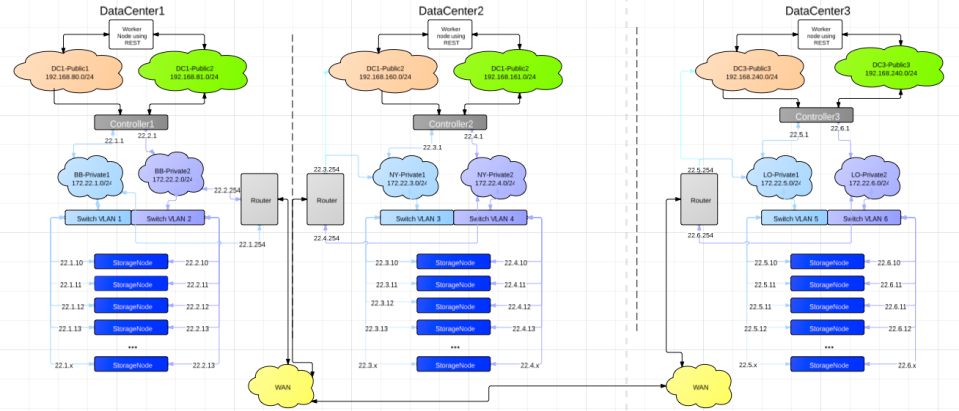 DataCenter1
DataCenter2
DataCenter3
Worker
Node using
REST
Worker
Node using
REST
Worker
Node using
REST
DC1-Public1
192.168.80.0/24
DC1-Public2
192.168.81.0/24
DC1-Public2
192.168.160.0/24
DC1-Public2
192.168.161.0/24
DC3-Public3
192.168.240.0/24
DC3-Public3
192.168.240.0/24
Controller1
Controller2
Controller3
22.1.1
22.2.1
22.3.1
22.4.1
22.5.1
22.6.1
BB-Private1
172.22.1.0/24
BB-Private2
172.22.2.0/24
NY-Private1
172.22.3.0/24
NY-Private2
172.22.4.0/24
LO-Private1
172.22.5.0/24
LO-Private2
172.22.6.0/24
22.2.254
22.3.254
22.5.254
Router
Router
Router
Switch VLAN 1
Switch VLAN 2
Switch VLAN 3
Switch VLAN 4
Switch VLAN 5
Switch VLAN 6
22.1.254
22.4.254
22.6.254
22.1.10
StorageNode
22.2.10
22.3.10
StorageNode
22.4.10
22.5.10
StorageNode
22.6.10
22.1.11
StorageNode
22.2.11
22.3.11
StorageNode
22.4.11
22.5.11
StorageNode
22.6.11
22.1.12
StorageNode
22.2.12
22.3.12
StorageNode
22.4.12
22.5.11
StorageNode
22.6.11
22.1.13
StorageNode
22.2.13
22.3.13
StorageNode
22.4.13
22.5.12
StorageNode
22.6.12
...
...
...
22.1.x
StorageNode
22.2.13
22.3.x
StorageNode
22.4.x
22.5.x
StorageNode
22.6.x
WAN
WAN